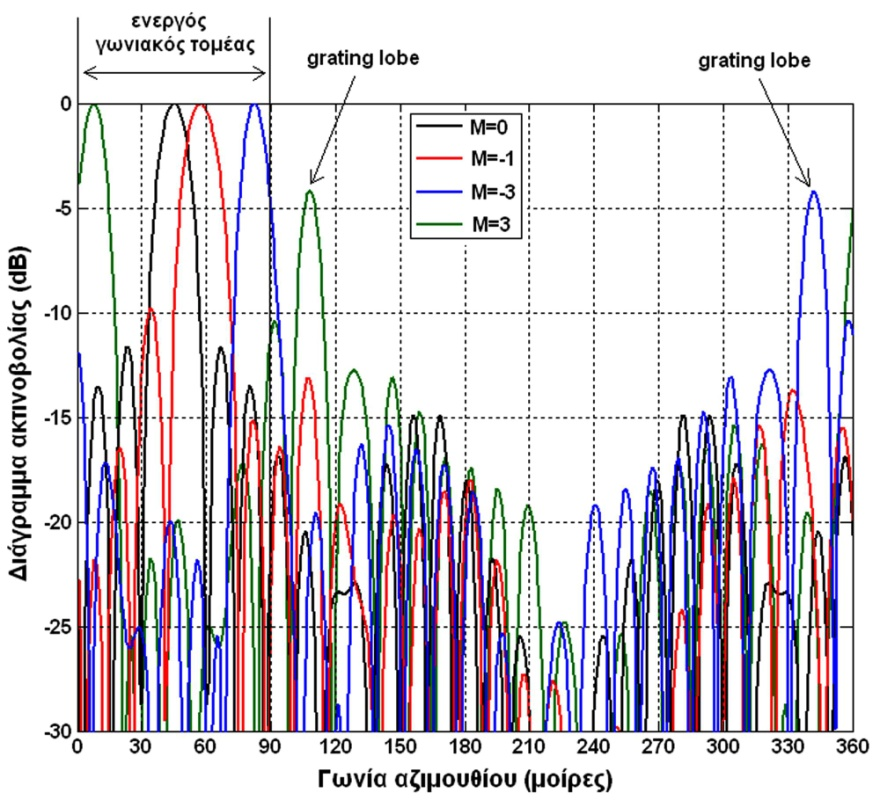 ενεργός
γωνιακός τομέας
grating lobe
grating lobe
M=0
M=-1
M=-3
M=3
Διάγραμμα ακτινοβολίας (dB)
0
-5
-10
-15
-20
-25
-30
0 30 60 90 120 150 180 210 240 270 300 330 360
Γωνία αζιμουθίου (μοίρες)